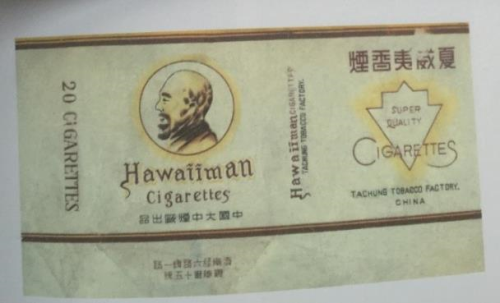 20 CIGARETTES
Hawaiiman
Cigarettes
中國大中煙廠出品
Hawaiiman CIGARETTES
TACHUNG TOBACCO FACTORY.
夏威夷香煙
SUPER
QUALITY
CIGARETTES
TACHUNG TOBACCO FACTORY.
CHINA